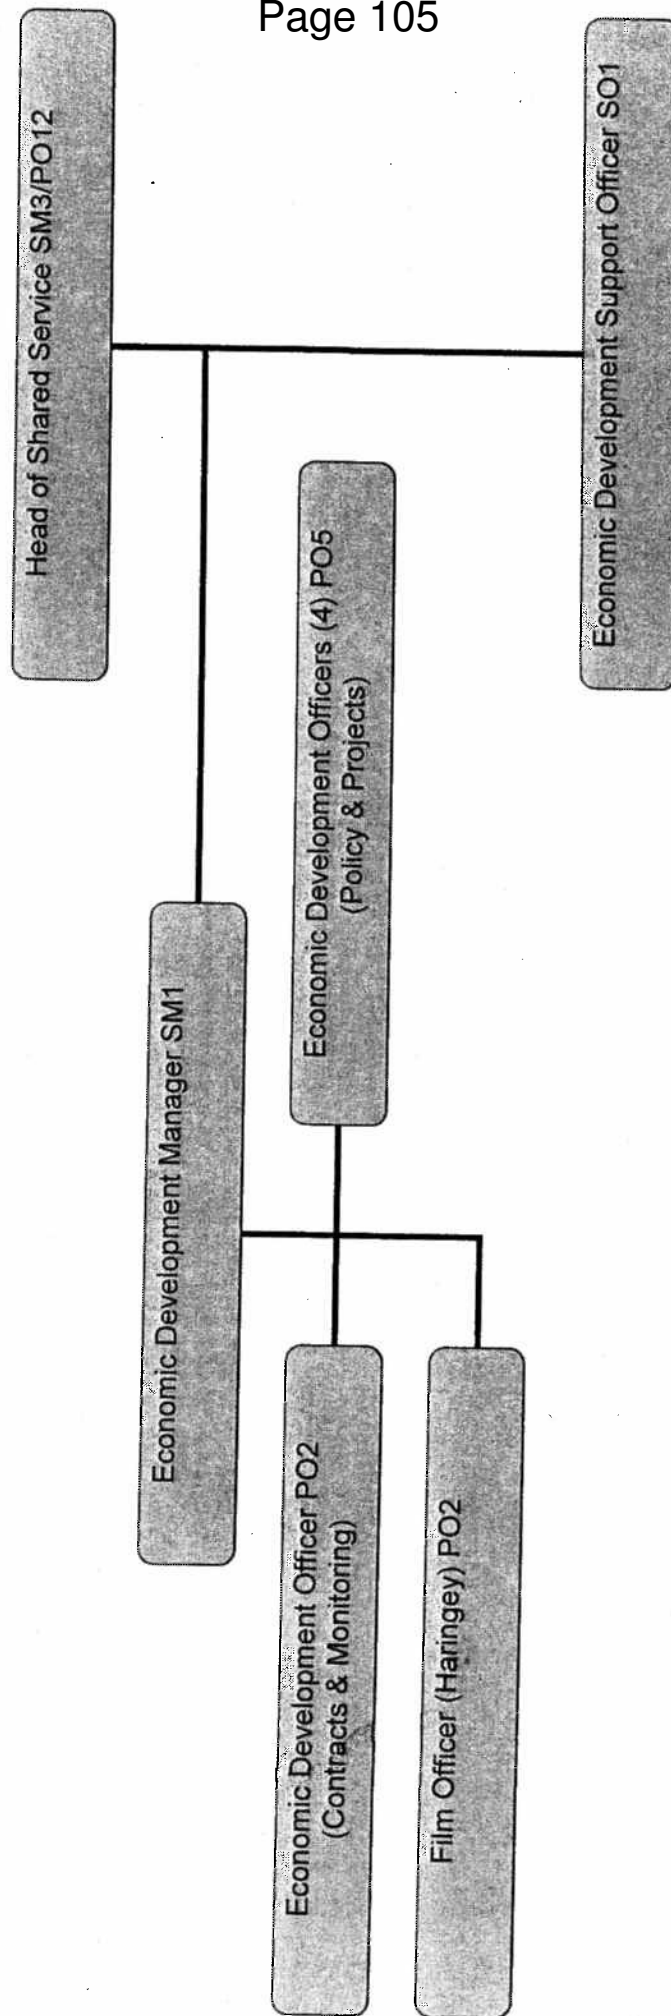 Page 105
Head of Shared Service SM3/PO12
Economic Development Manager SM1
Economic Development Officers (4) PO5
(Policy & Projects)
Economic Development Officer PO2
(Contracts & Monitoring)
Film Officer (Haringey) PO2
Economic Development Support Officer SO1